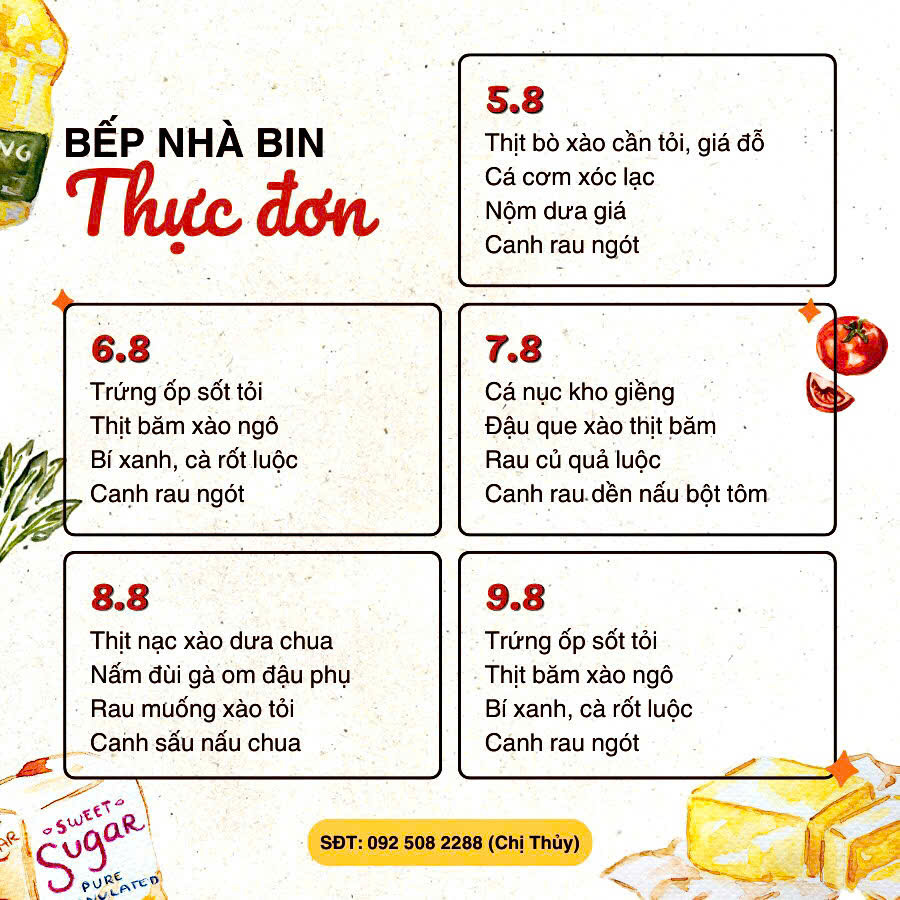 BẾP NHÀ BIN
Thực đơn
5.8
Thịt bò xào cần tỏi, giá đỗ
Cá cơm xóc lạc
Nộm dưa giá
Canh rau ngót
6.8
Trứng ốp sốt tỏi
Thịt băm xào ngô
Bí xanh, cà rốt luộc
Canh rau ngót
7.8
Cá nục kho giềng
Đậu que xào thịt băm
Rau củ quả luộc
Canh rau dền nấu bột tôm
8.8
Thịt nạc xào dưa chua
Nấm đùi gà om đậu phụ
Rau muống xào tỏi
Canh sấu nấu chua
9.8
Trứng ốp sốt tỏi
Thịt băm xào ngô
Bí xanh, cà rốt luộc
Canh rau ngót
SWEET
Sugar
PURE
SĐT: 092 508 2288 (Chị Thủy)